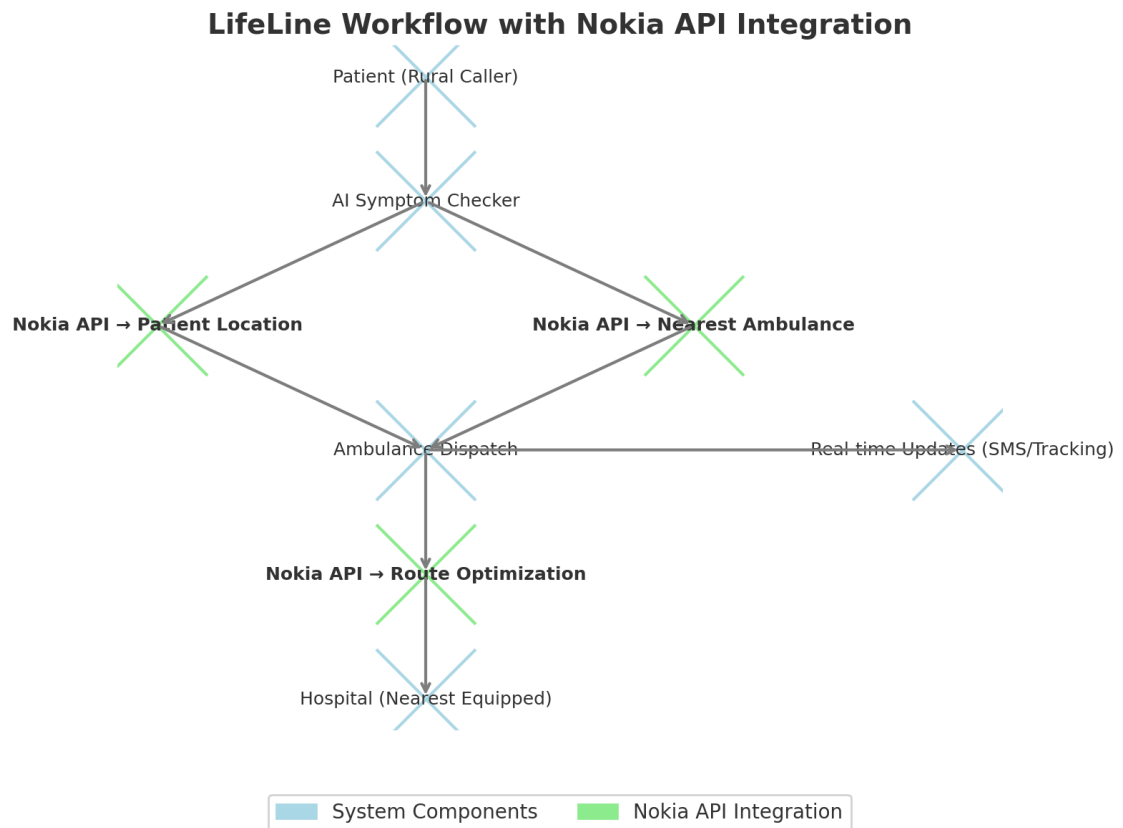 LifeLine Workflow with Nokia API Integration
Patient (Rural Caller)
AI Symptom Checker
Nokia API → Patient Location
Nokia API → Nearest Ambulance
Ambulance Dispatch
Real-time Updates (SMS/Tracking)
Nokia API → Route Optimization
Hospital (Nearest Equipped)
System Components
Nokia API Integration